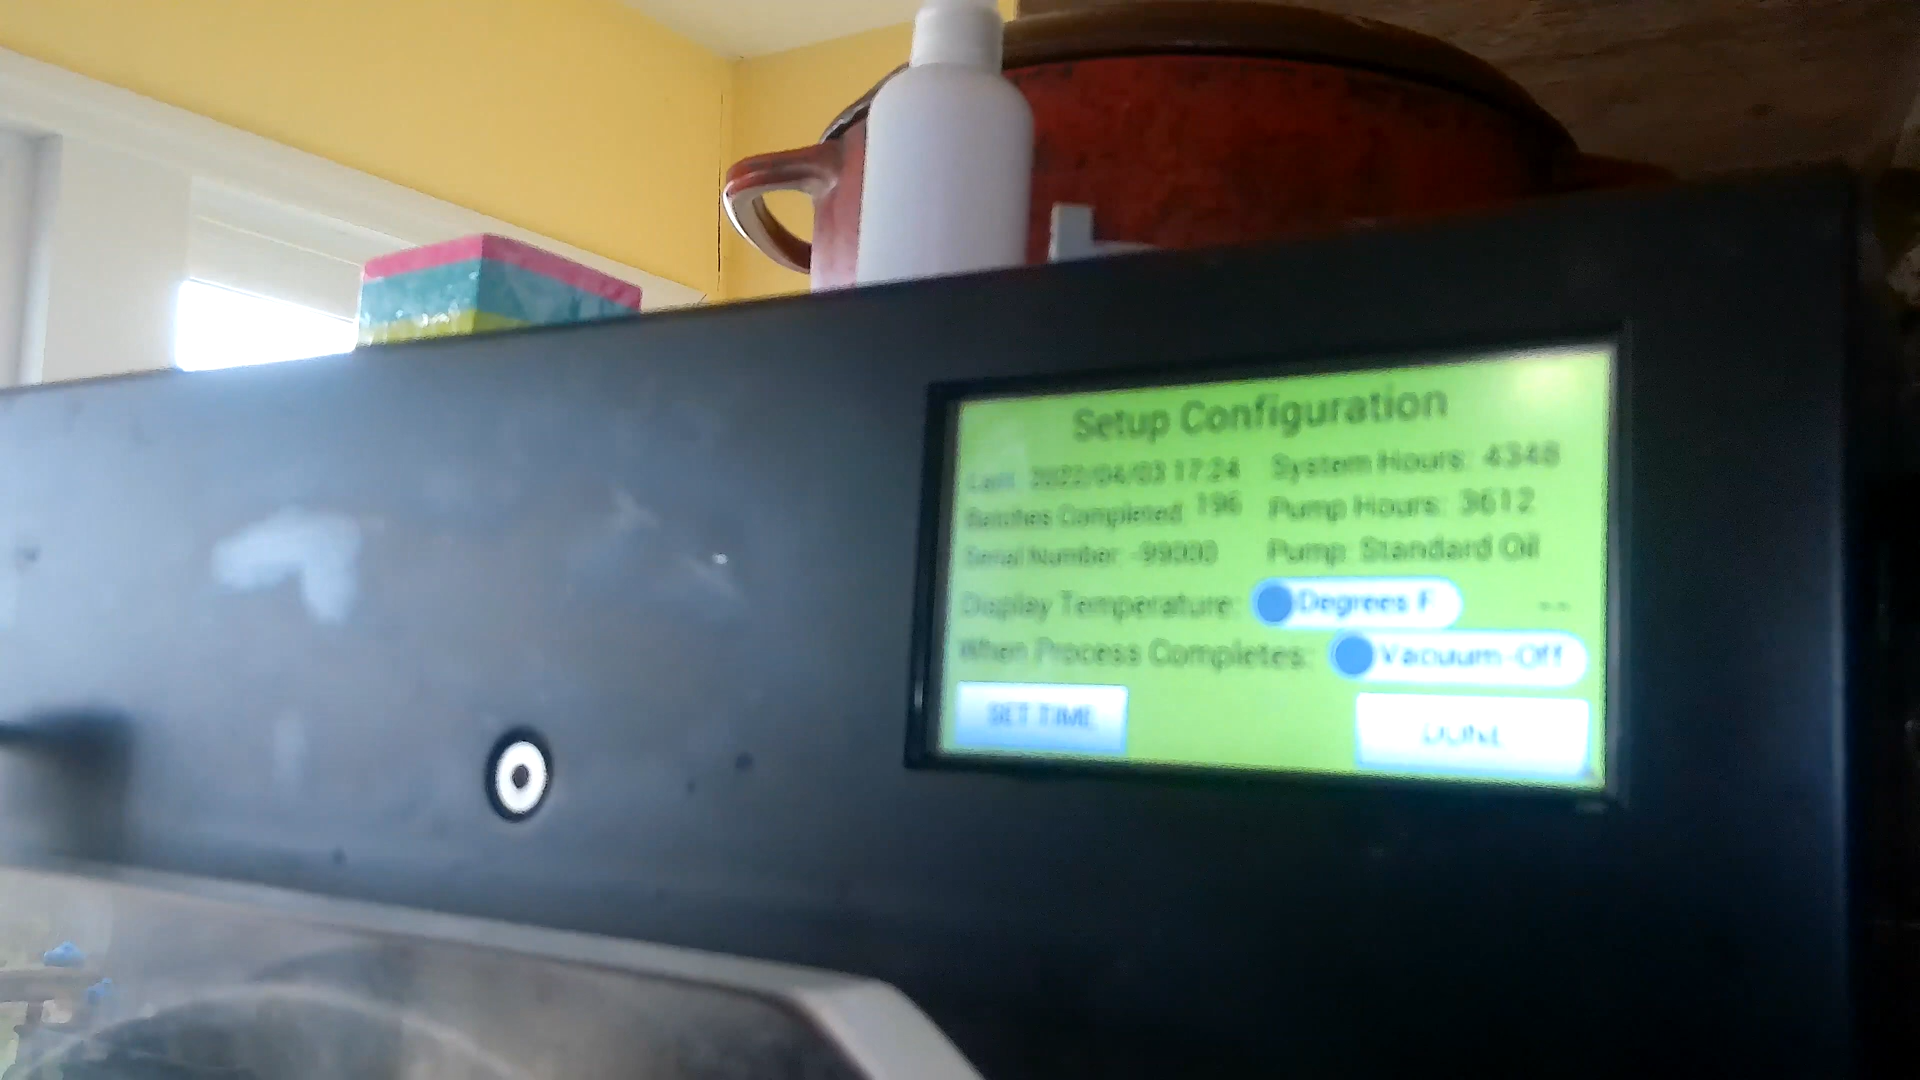 Setup Configuration
Last: 2022/04/03 17:24 System Hours: 4348
Batches Completed: 196 Pump Hours: 3612
Serial Number: -99000 Pump: Standard Oil
Display Temperature: Degrees F --
When Process Completes: Vacuum-Off
SET TIME DONE